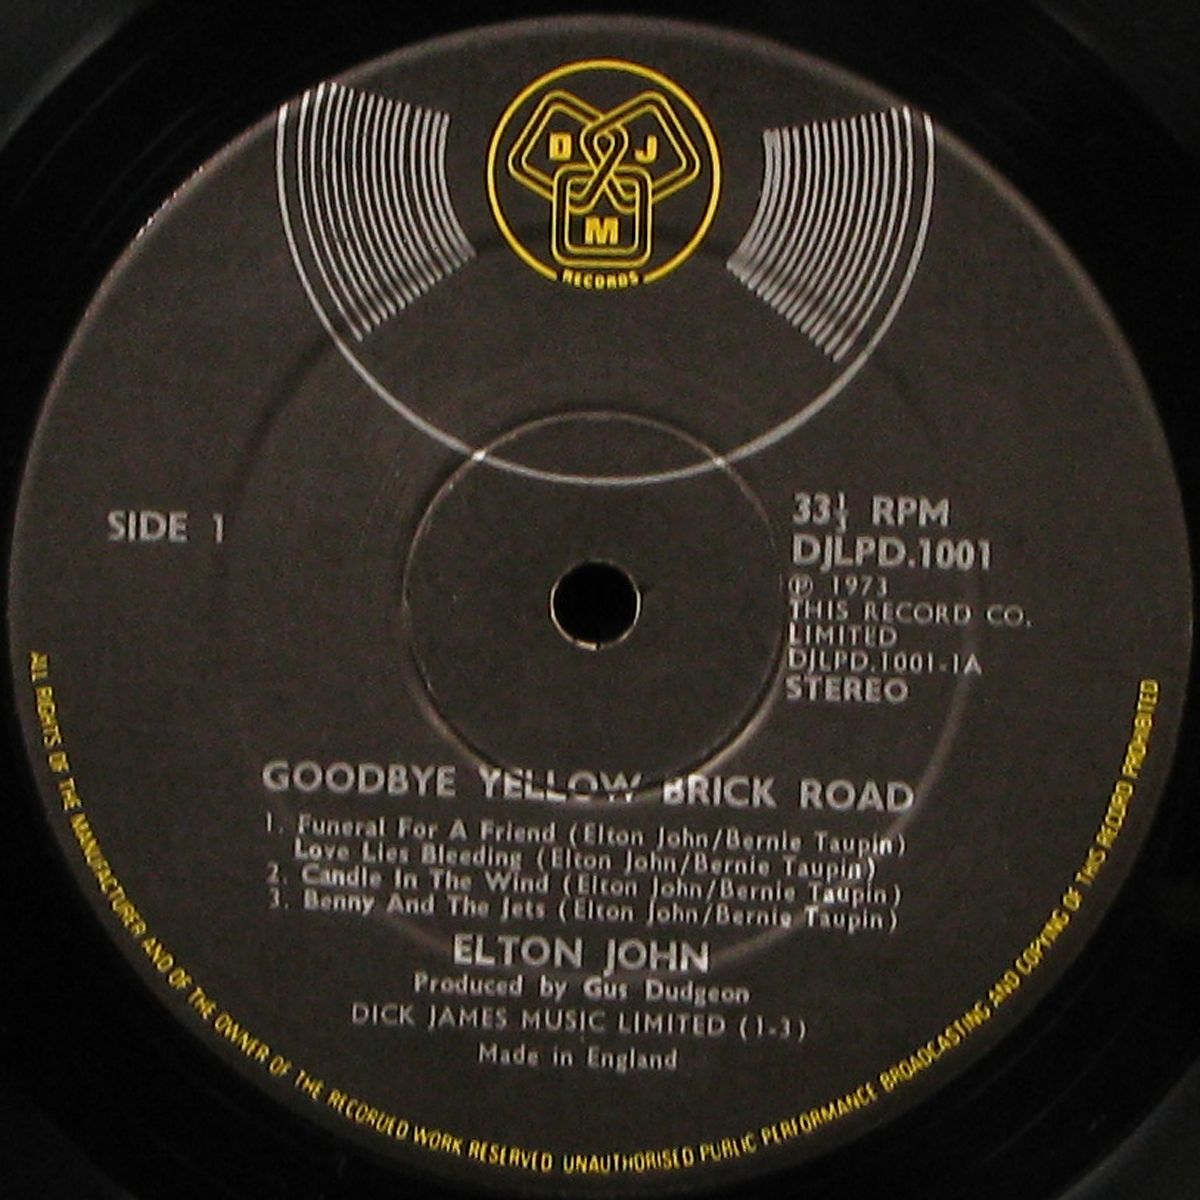 D J
M
RECORDS
SIDE 1
33⅓ RPM
DJLPD.1001
℗ 1973
THIS RECORD CO.
LIMITED
DJLPD.1001-1A
STEREO
GOODBYE YELLOW BRICK ROAD
1. Funeral For A Friend (Elton John/Bernie Taupin)
Love Lies Bleeding (Elton John/Bernie Taupin)
2. Candle In The Wind (Elton John/Bernie Taupin)
3. Benny And The Jets (Elton John/Bernie Taupin)
ELTON JOHN
Produced by Gus Dudgeon
DICK JAMES MUSIC LIMITED (1-3)
Made in England
ALL RIGHTS OF THE MANUFACTURER AND OF THE OWNER OF THE RECORDED WORK RESERVED UNAUTHORISED PUBLIC PERFORMANCE BROADCASTING AND COPYING OF THIS RECORD PROHIBITED